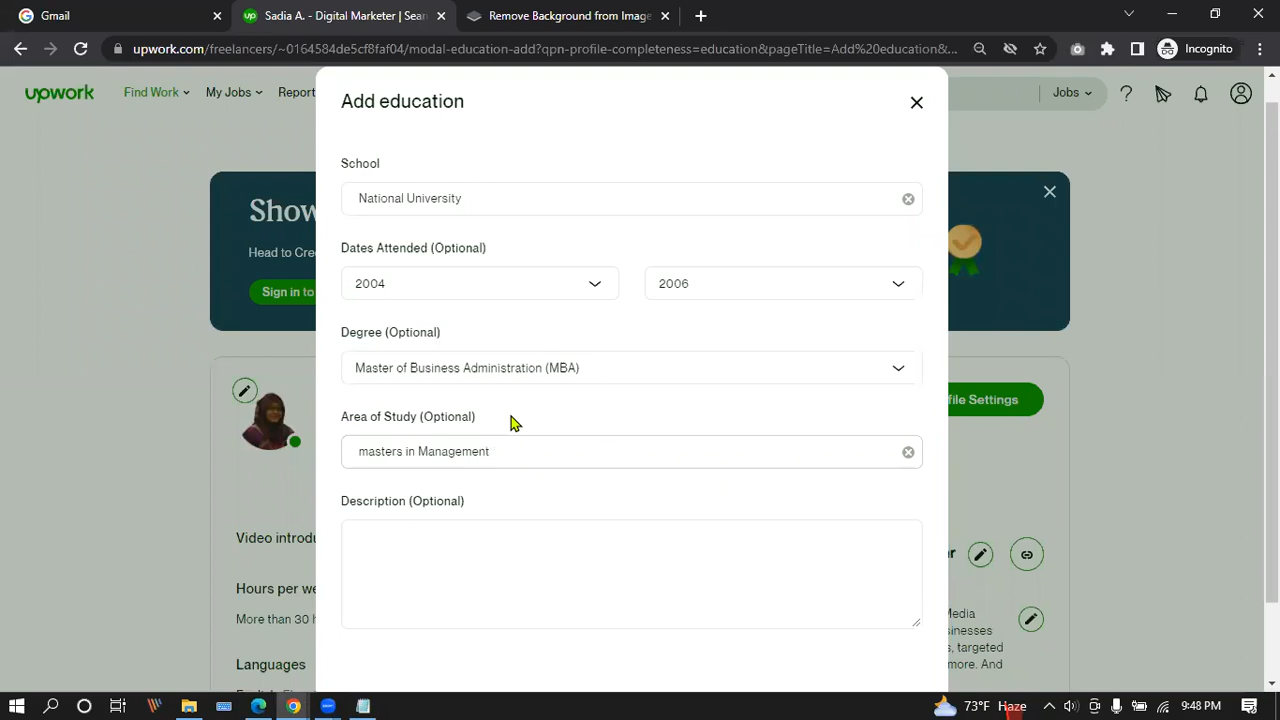 Gmail
Sadia A. - Digital Marketer | Sear
Remove Background from Image
upwork.com/freelancers/~0164584de5cf8faf04/modal-education-add?qpn-profile-completeness=education&pageTitle=Add%20education&...
Incognito
upwork
Find Work
My Jobs
Report
Jobs
Add education
School
National University
Show
Head to Cre
Sign in to
Dates Attended (Optional)
2004
2006
Degree (Optional)
Master of Business Administration (MBA)
file Settings
Area of Study (Optional)
masters in Management
Description (Optional)
Video introdu
Hours per we
More than 30 h
Media
sinesses
, targeted
more. And
Languages
73°F Haze
9:48 PM